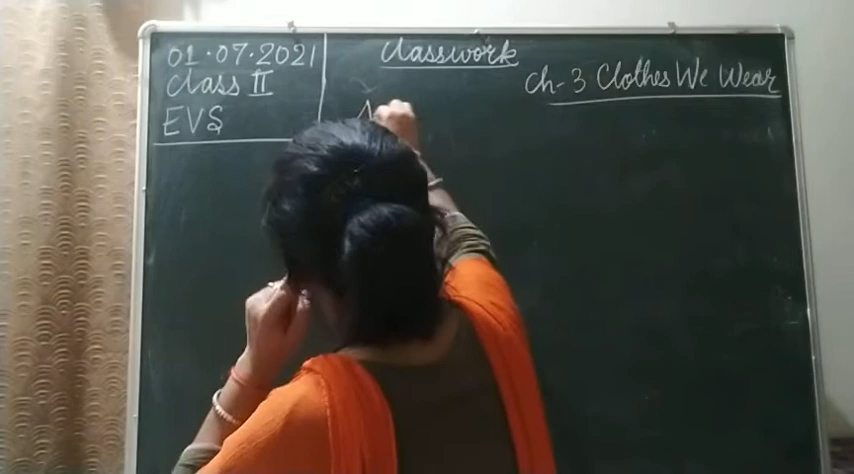 01.07.2021
Class II
EVS
Classwork
Ch-3 Clothes We Wear